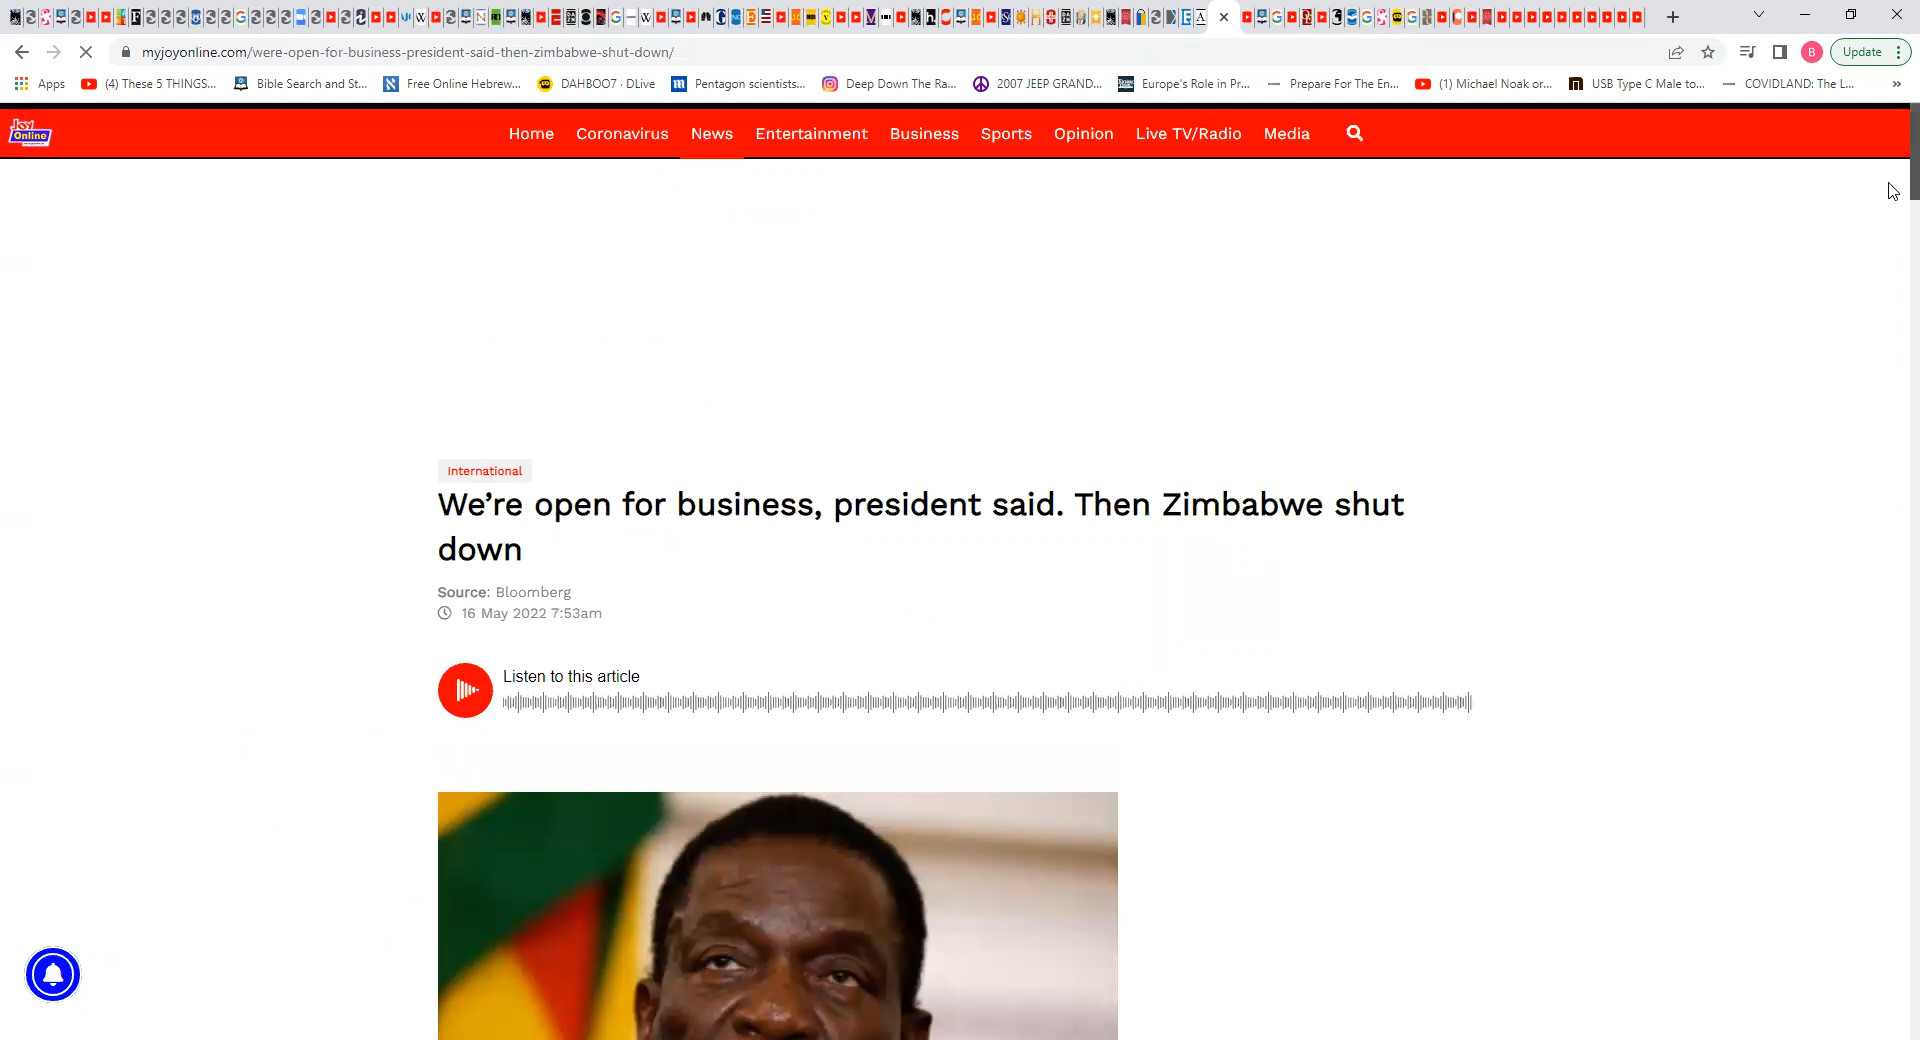 myjoyonline.com/were-open-for-business-president-said-then-zimbabwe-shut-down/
B
Update
Apps
(4) These 5 THINGS...
Bible Search and St...
Free Online Hebrew...
DAHBOO7 · DLive
Pentagon scientists...
Deep Down The Ra...
2007 JEEP GRAND...
Europe's Role in Pr...
Prepare For The En...
(1) Michael Noak or...
USB Type C Male to...
COVIDLAND: The L...
»
Joy
Online
Home
Coronavirus
News
Entertainment
Business
Sports
Opinion
Live TV/Radio
Media
International
We're open for business, president said. Then Zimbabwe shut
down
Source: Bloomberg
16 May 2022 7:53am
Listen to this article